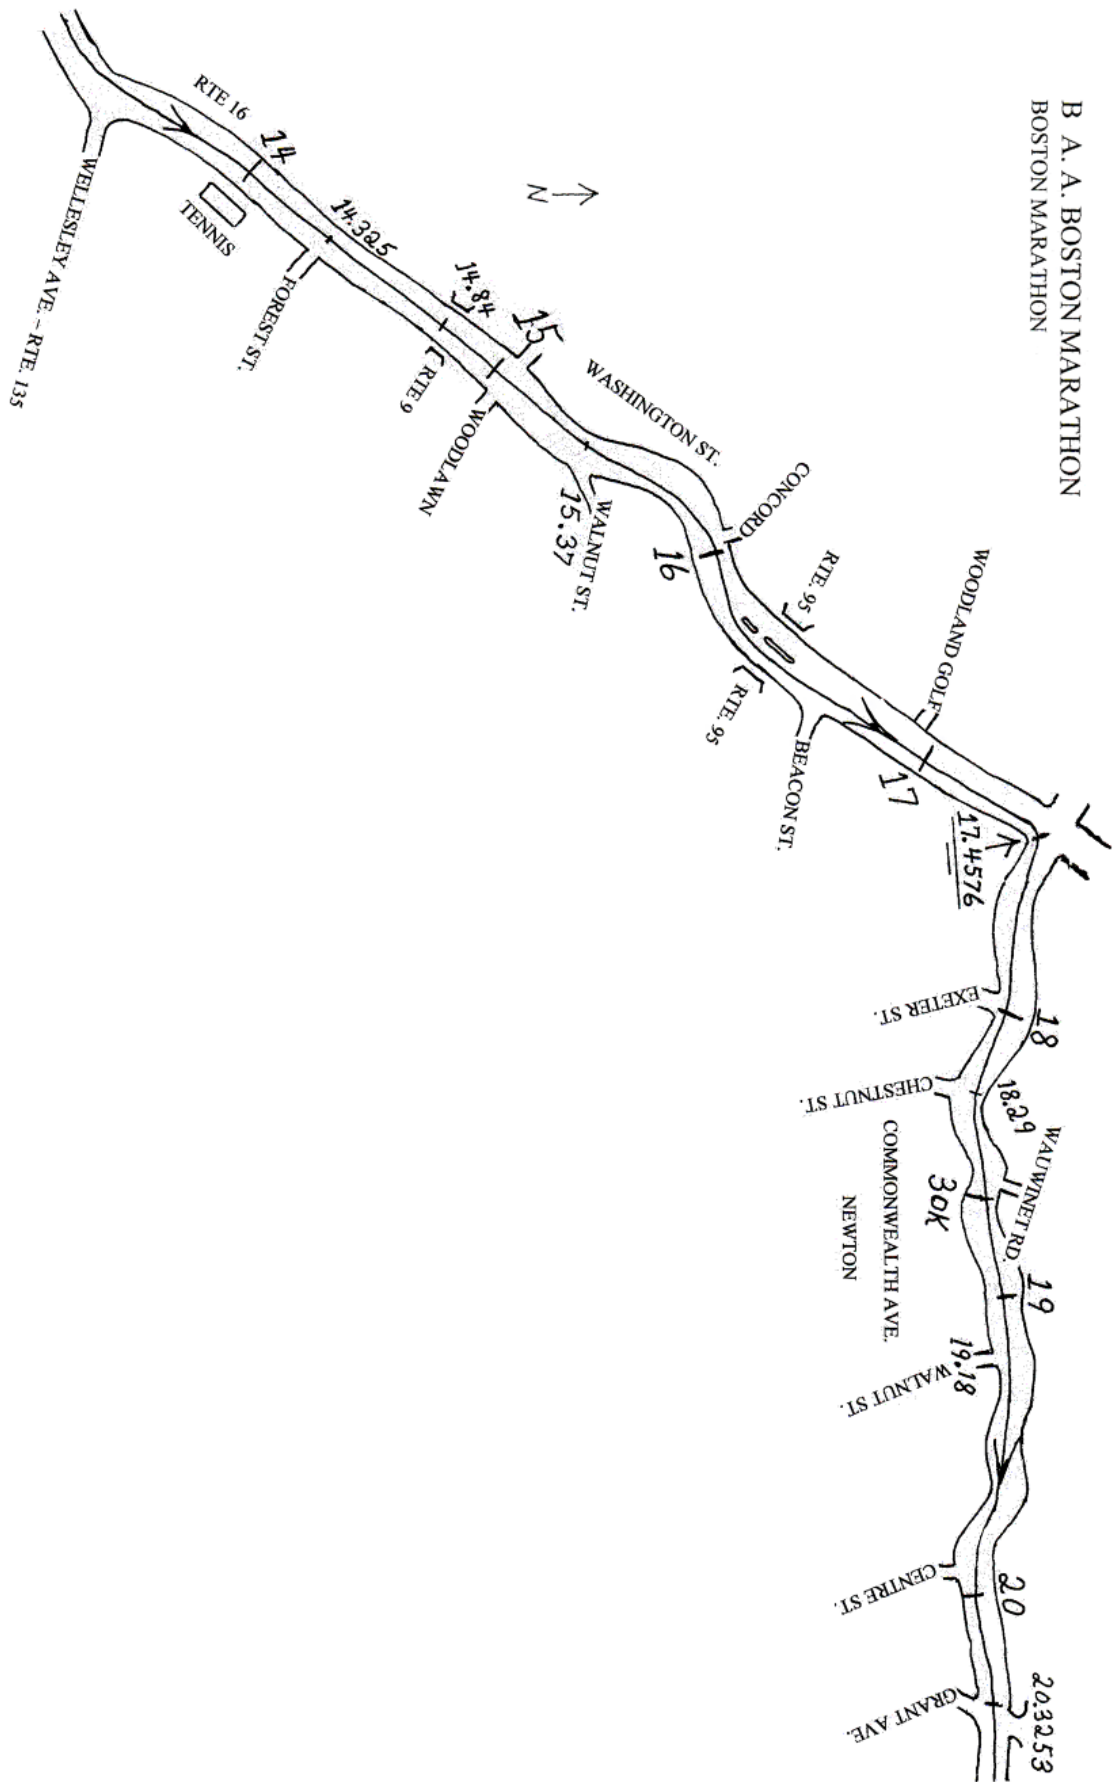 B A. A. BOSTON MARATHON
BOSTON MARATHON
N
RTE 16
14
WELLESLEY AVE. – RTE. 135
TENNIS
14.325
FOREST ST.
14.84
RTE 9
15
WOODLAWN
WASHINGTON ST.
WALNUT ST.
15.37
CONCORD
16
RTE. 95
RTE. 95
BEACON ST.
WOODLAND GOLF
17
17.4576
EXETER ST.
18
CHESTNUT ST.
18.29
WAUWINET RD.
30K
COMMONWEALTH AVE.
NEWTON
19
19.18
WALNUT ST.
CENTRE ST.
20
GRANT AVE.
20.3253